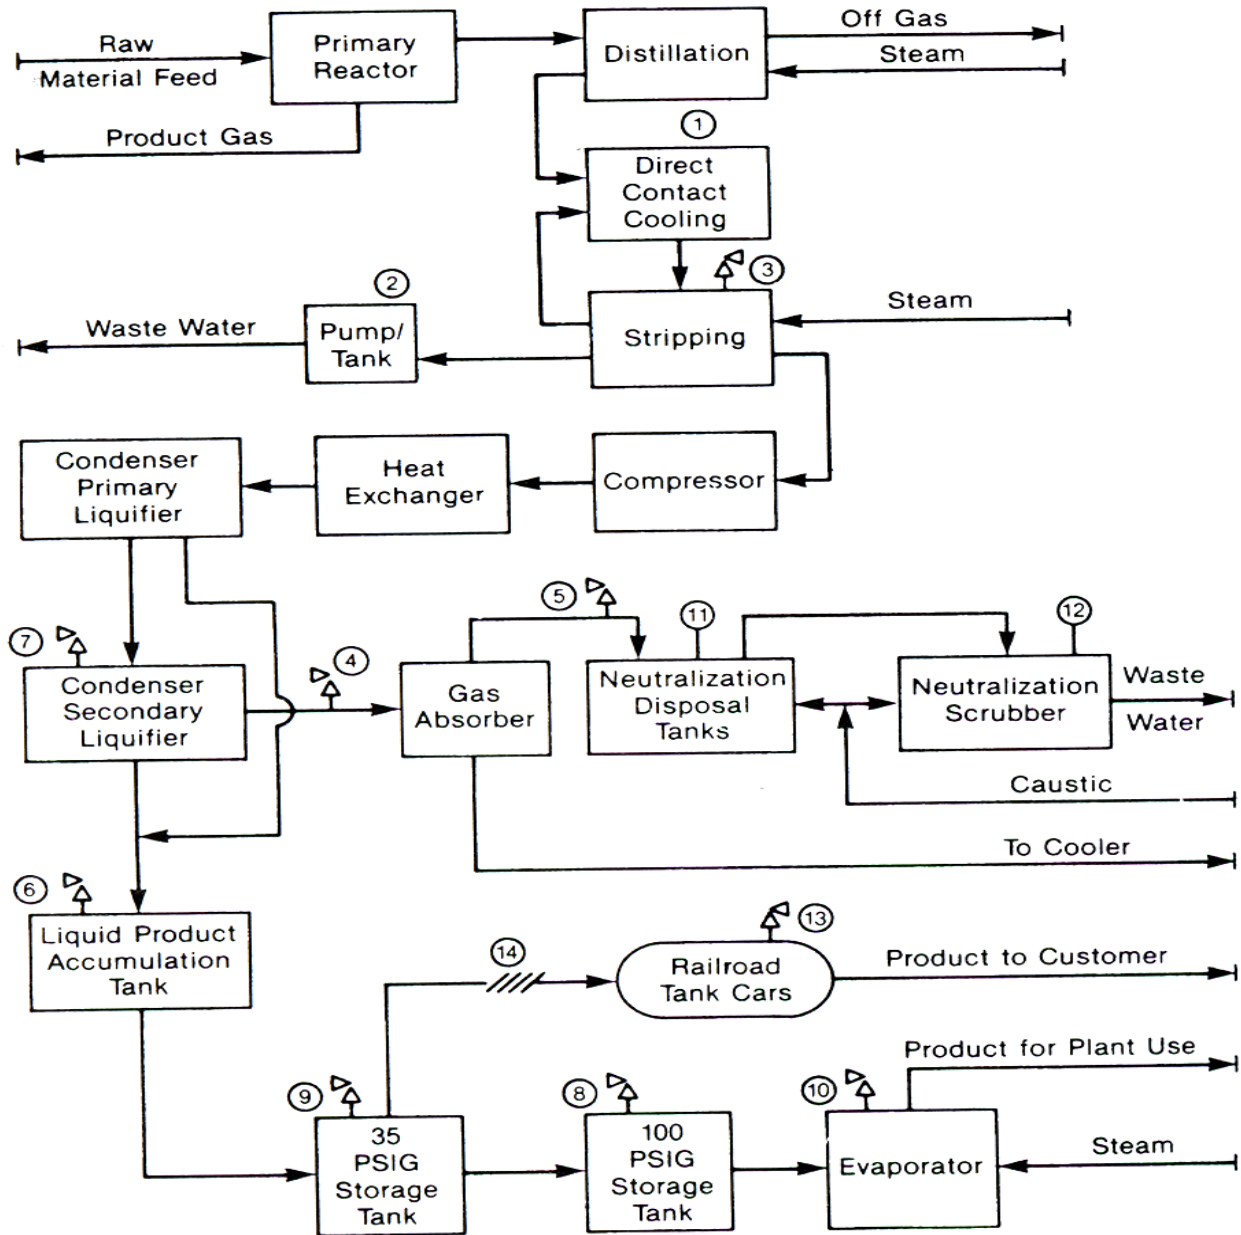 Raw
Material Feed
Primary
Reactor
Distillation
Off Gas
Steam
Product Gas
1
Direct
Contact
Cooling
2
3
Waste Water
Pump/
Tank
Stripping
Steam
Condenser
Primary
Liquifier
Heat
Exchanger
Compressor
7
4
5
11
12
Condenser
Secondary
Liquifier
Gas
Absorber
Neutralization
Disposal
Tanks
Neutralization
Scrubber
Waste
Water
Caustic
To Cooler
6
Liquid Product
Accumulation
Tank
14
13
Railroad
Tank Cars
Product to Customer
Product for Plant Use
9
8
10
35
PSIG
Storage
Tank
100
PSIG
Storage
Tank
Evaporator
Steam